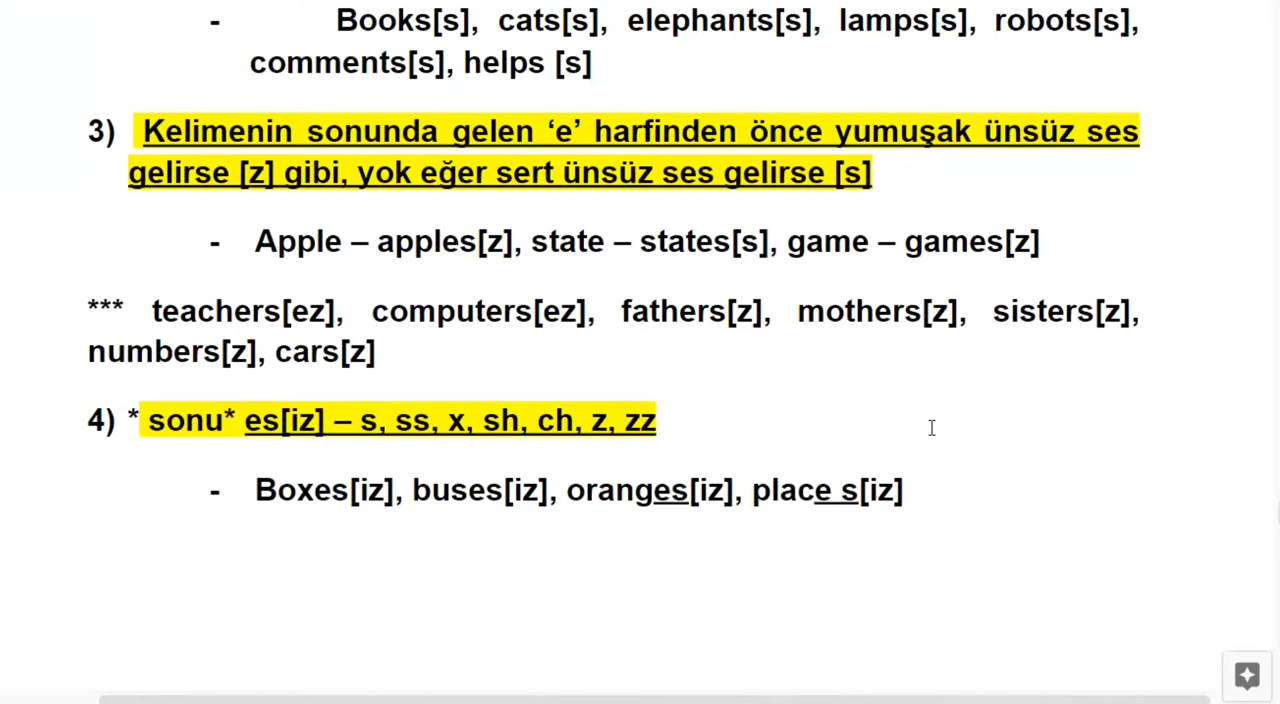 - Books[s], cats[s], elephants[s], lamps[s], robots[s],
comments[s], helps [s]
3) Kelimenin sonunda gelen ‘e’ harfinden önce yumuşak ünsüz ses
gelirse [z] gibi, yok eğer sert ünsüz ses gelirse [s]
- Apple – apples[z], state – states[s], game – games[z]
*** teachers[ez], computers[ez], fathers[z], mothers[z], sisters[z],
numbers[z], cars[z]
4) * sonu* es[iz] – s, ss, x, sh, ch, z, zz
- Boxes[iz], buses[iz], oranges[iz], place s[iz]